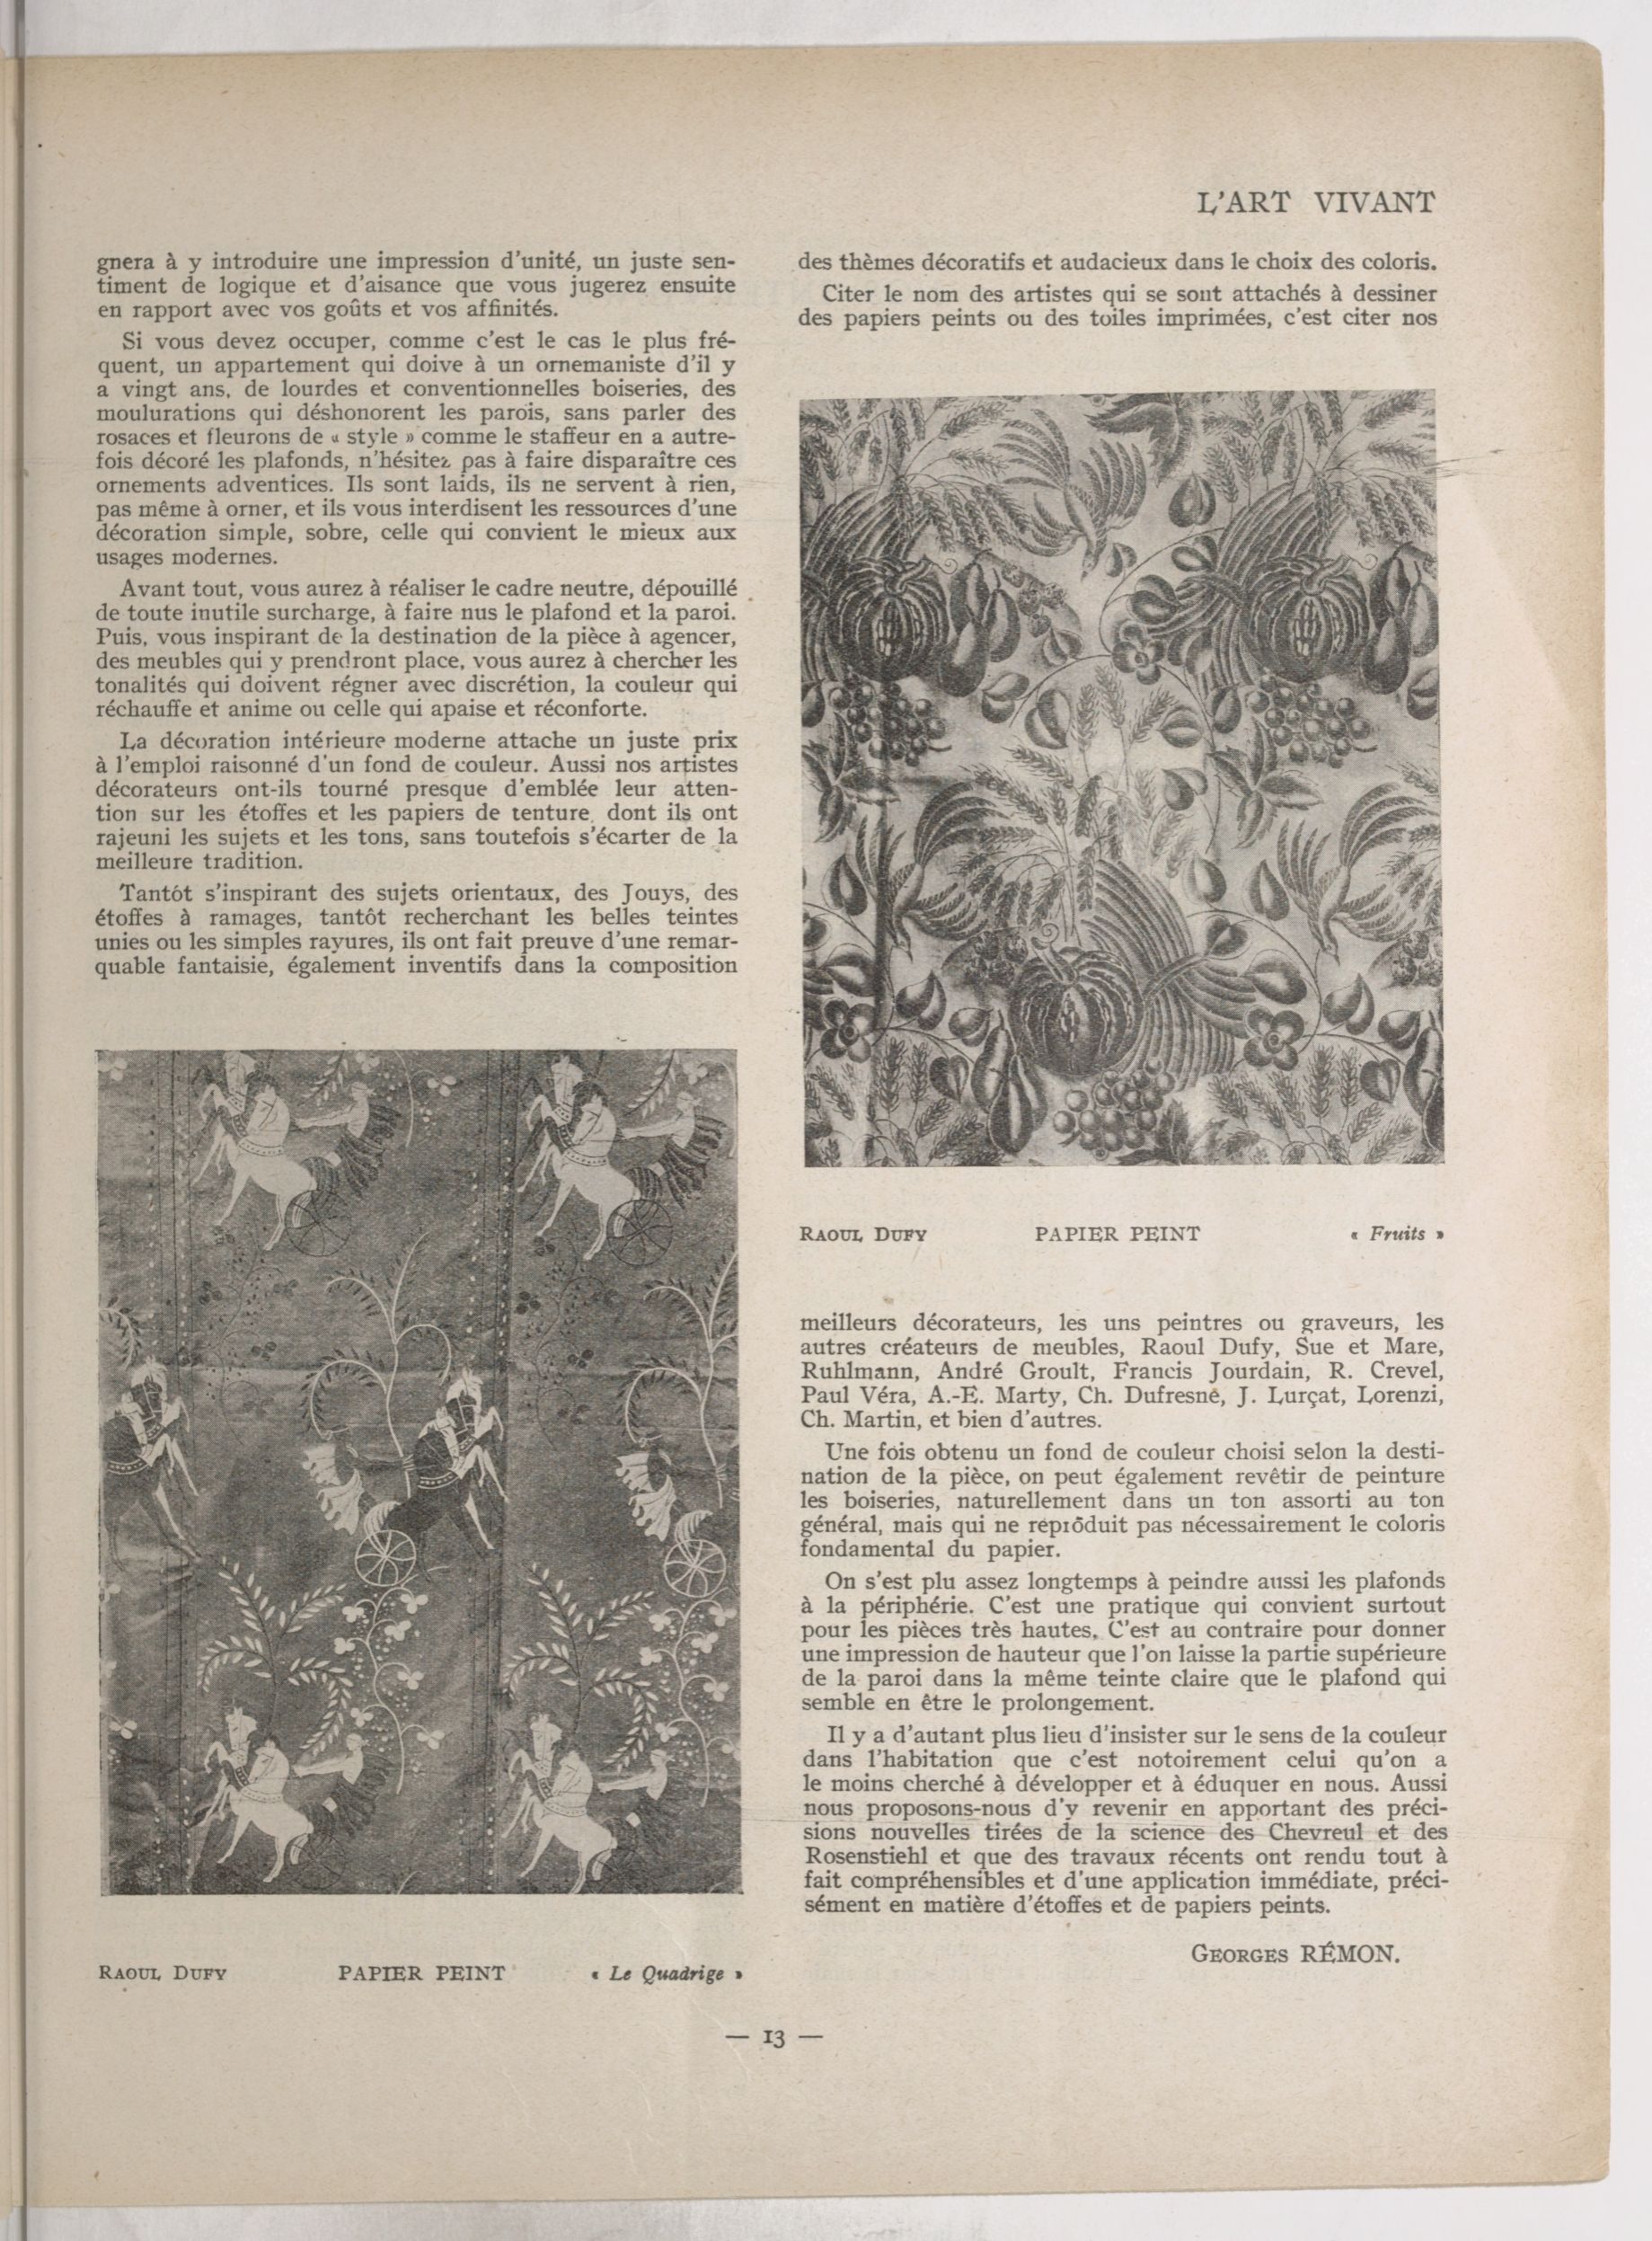 L'ART VIVANT
gnera à y introduire une impression d'unité, un juste sen-
timent de logique et d'aisance que vous jugerez ensuite
en rapport avec vos goûts et vos affinités.
Si vous devez occuper, comme c'est le cas le plus fré-
quent, un appartement qui doive à un ornemaniste d'il y
a vingt ans, de lourdes et conventionnelles boiseries, des
moulurations qui déshonorent les parois, sans parler des
rosaces et fleurons de « style » comme le staffeur en a autre-
fois décoré les plafonds, n'hésitez pas à faire disparaître ces
ornements adventices. Ils sont laids, ils ne servent à rien,
pas même à orner, et ils vous interdisent les ressources d'une
décoration simple, sobre, celle qui convient le mieux aux
usages modernes.
Avant tout, vous aurez à réaliser le cadre neutre, dépouillé
de toute inutile surcharge, à faire nus le plafond et la paroi.
Puis, vous inspirant de la destination de la pièce à agencer,
des meubles qui y prendront place, vous aurez à chercher les
tonalités qui doivent régner avec discrétion, la couleur qui
réchauffe et anime ou celle qui apaise et réconforte.
La décoration intérieure moderne attache un juste prix
à l'emploi raisonné d'un fond de couleur. Aussi nos artistes
décorateurs ont-ils tourné presque d'emblée leur atten-
tion sur les étoffes et les papiers de tenture dont ils ont
rajeuni les sujets et les tons, sans toutefois s'écarter de la
meilleure tradition.
Tantôt s'inspirant des sujets orientaux, des Jouys, des
étoffes à ramages, tantôt recherchant les belles teintes
unies ou les simples rayures, ils ont fait preuve d'une remar-
quable fantaisie, également inventifs dans la composition
RAOUL DUFY PAPIER PEINT « Le Quadrige »
des thèmes décoratifs et audacieux dans le choix des coloris.
Citer le nom des artistes qui se sont attachés à dessiner
des papiers peints ou des toiles imprimées, c'est citer nos
RAOUL DUFY PAPIER PEINT « Fruits »
meilleurs décorateurs, les uns peintres ou graveurs, les
autres créateurs de meubles, Raoul Dufy, Sue et Mare,
Ruhlmann, André Groult, Francis Jourdain, R. Crevel,
Paul Véra, A.-E. Marty, Ch. Dufresne, J. Lurçat, Lorenzi,
Ch. Martin, et bien d'autres.
Une fois obtenu un fond de couleur choisi selon la desti-
nation de la pièce, on peut également revêtir de peinture
les boiseries, naturellement dans un ton assorti au ton
général, mais qui ne reproduit pas nécessairement le coloris
fondamental du papier.
On s'est plu assez longtemps à peindre aussi les plafonds
à la périphérie. C'est une pratique qui convient surtout
pour les pièces très hautes. C'est au contraire pour donner
une impression de hauteur que l'on laisse la partie supérieure
de la paroi dans la même teinte claire que le plafond qui
semble en être le prolongement.
Il y a d'autant plus lieu d'insister sur le sens de la couleur
dans l'habitation que c'est notoirement celui qu'on a
le moins cherché à développer et à éduquer en nous. Aussi
nous proposons-nous d'y revenir en apportant des préci-
sions nouvelles tirées de la science des Chevreul et des
Rosenstiehl et que des travaux récents ont rendu tout à
fait compréhensibles et d'une application immédiate, préci-
sément en matière d'étoffes et de papiers peints.
GEORGES RÉMON.
— 13 —